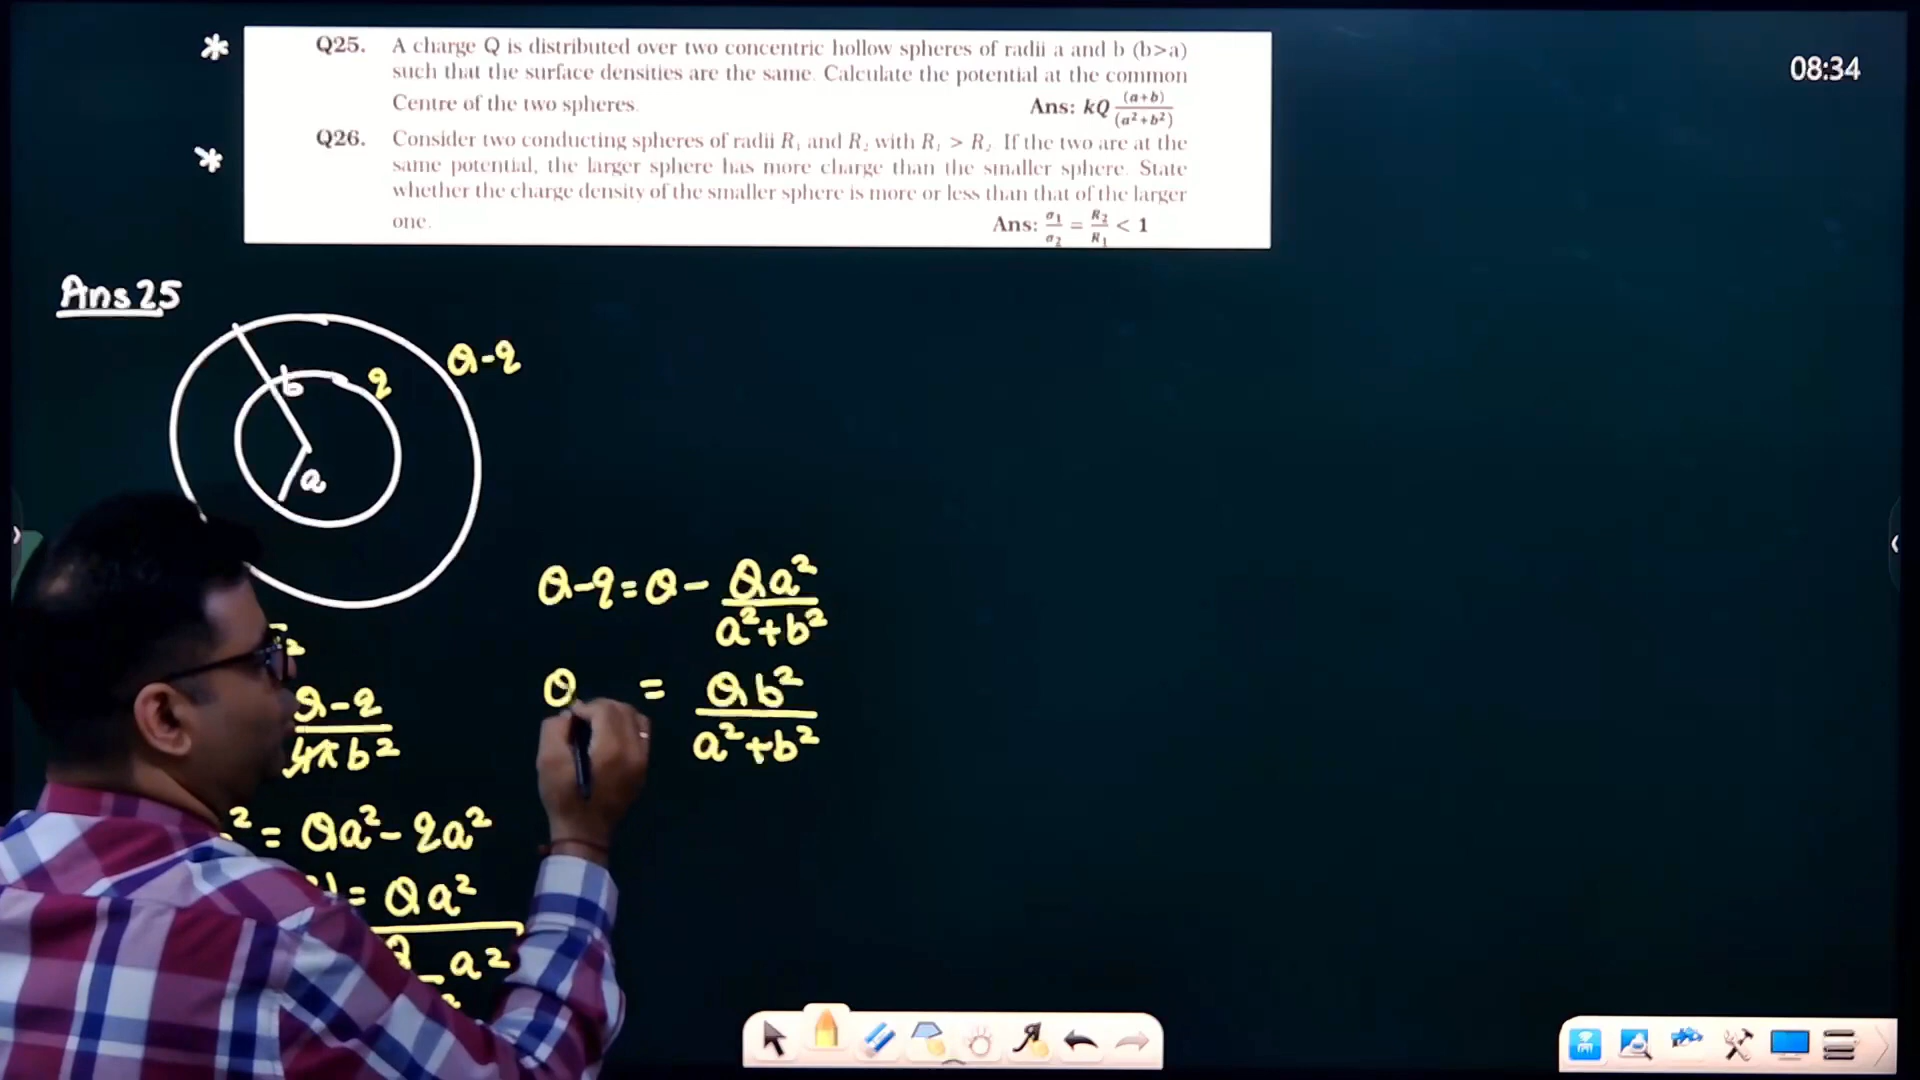 Q25. A charge Q is distributed over two concentric hollow spheres of radii a and b (b>a)
such that the surface densities are the same. Calculate the potential at the common
Centre of the two spheres. Ans: kQ (a+b)/(a²+b²)
Q26. Consider two conducting spheres of radii R₁ and R₂ with R₁ > R₂. If the two are at the
same potential, the larger sphere has more charge than the smaller sphere. State
whether the charge density of the smaller sphere is more or less than that of the larger
one. Ans: σ₁/σ₂ = R₂/R₁ < 1
08:34
Ans 25
Q-q
b
q
a
Q-q = Q - Qa²/(a²+b²)
Q = Qb²/(a²+b²)
Q-q/4πb²
² = Qa² - qa²
= Qa²
a²